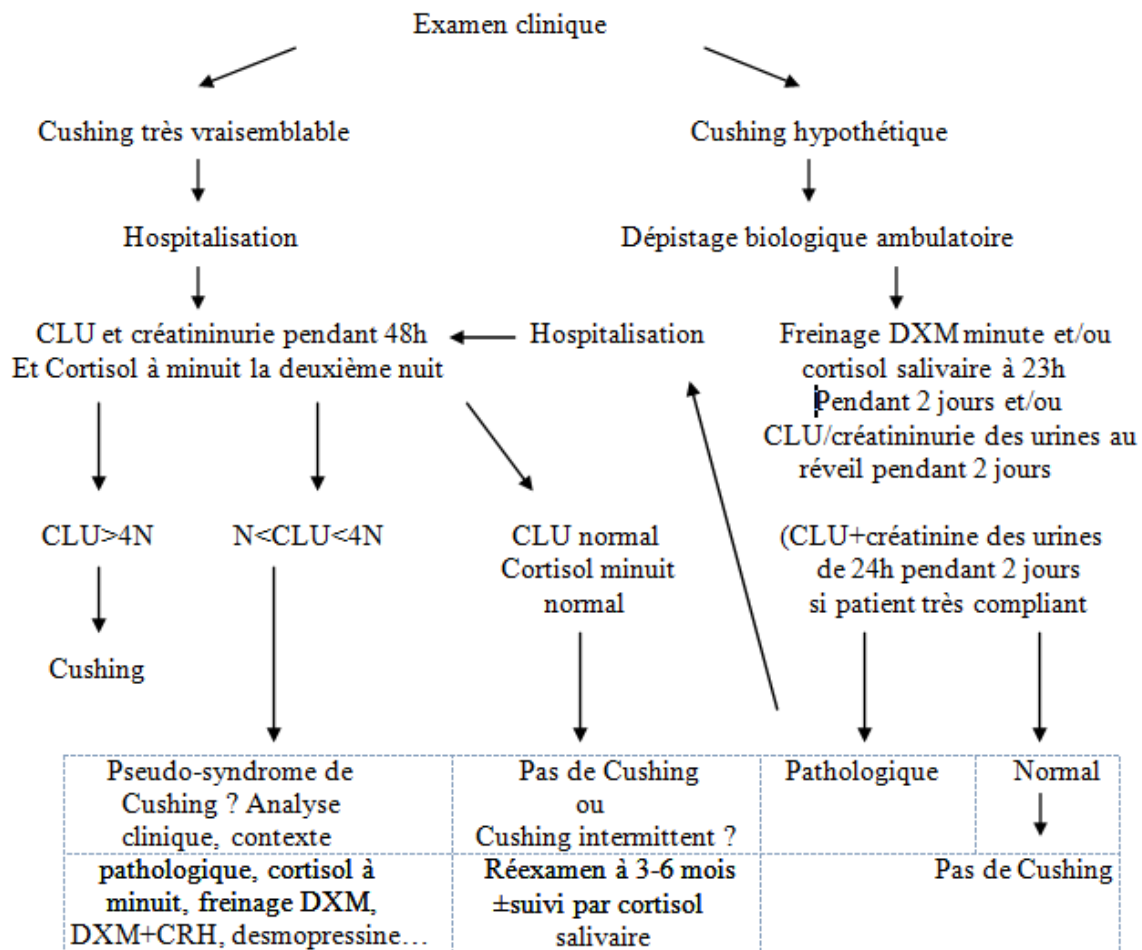 Examen clinique
Cushing très vraisemblable
Cushing hypothétique
Hospitalisation
Dépistage biologique ambulatoire
CLU et créatininurie pendant 48h
Et Cortisol à minuit la deuxième nuit
Hospitalisation
Freinage DXM minute et/ou
cortisol salivaire à 23h
Pendant 2 jours et/ou
CLU/créatininurie des urines au
réveil pendant 2 jours
CLU>4N
N<CLU<4N
CLU normal
Cortisol minuit
normal
(CLU+créatinine des urines
de 24h pendant 2 jours
si patient très compliant
Cushing
Pseudo-syndrome de
Cushing ? Analyse
clinique, contexte
pathologique, cortisol à
minuit, freinage DXM,
DXM+CRH, desmopressine…
Pas de Cushing
ou
Cushing intermittent ?
Réexamen à 3-6 mois
±suivi par cortisol
salivaire
Pathologique
Normal
Pas de Cushing